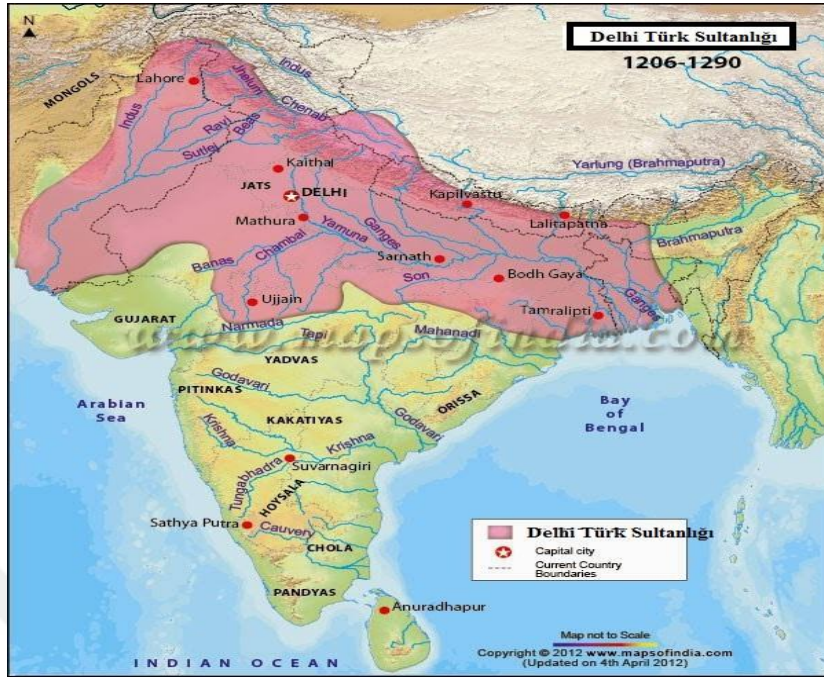 N
Delhi Türk Sultanlığı
1206-1290
MONGOLS
Lahore
Indus
Jhelum
Chenab
Indus
Ravi
Beas
Sutlej
Kaithal
JATS
DELHI
Mathura
Yarlung (Brahmaputra)
Kapilvastu
Lalitapatna
Brahmaputra
Ganges
Yamuna
Chambal
Banas
Sarnath
Son
Bodh Gaya
Ganges
Ujjain
Tamralipti
GUJARAT
Narmada
Tapi
Mahanadi
www.mapsofindia.com
YADVAS
Arabian
Sea
PITINKAS
Godavari
ORISSA
Bay
of
Bengal
KAKATIYAS
Godavari
Krishna
Krishna
Tungabhadra
Suvarnagiri
HOYSALA
Sathya Putra
Cauvery
CHOLA
PANDYAS
Anuradhapur
Delhi Türk Sultanlığı
Capital city
Current Country
Boundaries
INDIAN OCEAN
Map not to Scale
Copyright © 2012 www.mapsofindia.com
(Updated on 4th April 2012)